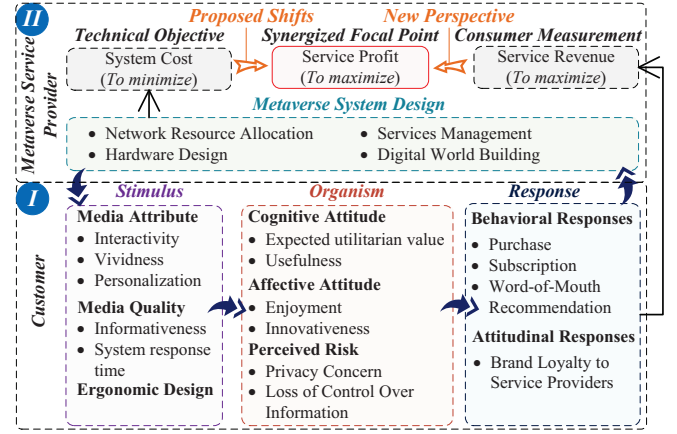 II
Metaverse Service
Provider
Proposed Shifts
New Perspective
Technical Objective
Synergized Focal Point
Consumer Measurement
System Cost
(To minimize)
Service Profit
(To maximize)
Service Revenue
(To maximize)
Metaverse System Design
• Network Resource Allocation
• Hardware Design
• Services Management
• Digital World Building
I
Customer
Stimulus
Media Attribute
• Interactivity
• Vividness
• Personalization
Media Quality
• Informativeness
• System response
time
Ergonomic Design
Organism
Cognitive Attitude
• Expected utilitarian value
• Usefulness
Affective Attitude
• Enjoyment
• Innovativeness
Perceived Risk
• Privacy Concern
• Loss of Control Over
Information
Response
Behavioral Responses
• Purchase
• Subscription
• Word-of-Mouth
• Recommendation
Attitudinal Responses
• Brand Loyalty to
Service Providers